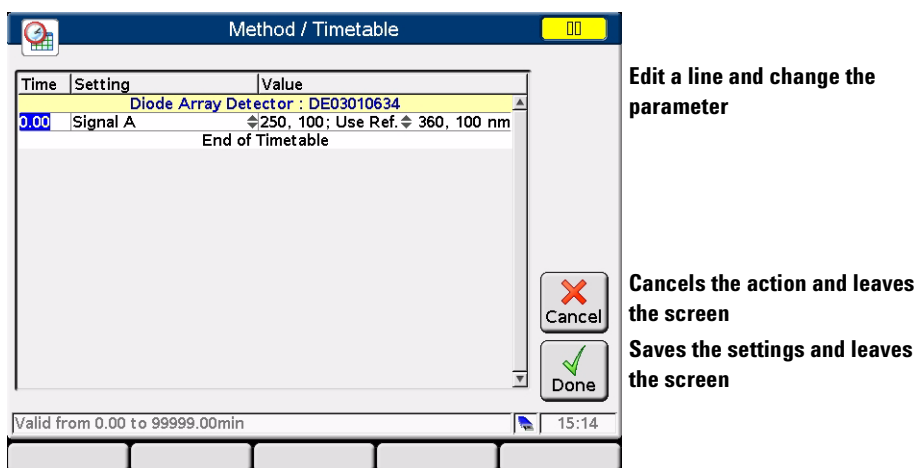 Method / Timetable
Edit a line and change the
parameter
Time Setting Value
Diode Array Detector : DE03010634
0.00 Signal A 250, 100; Use Ref. 360, 100 nm
End of Timetable
Cancel
Cancels the action and leaves
the screen
Done
Saves the settings and leaves
the screen
Valid from 0.00 to 99999.00min 15:14